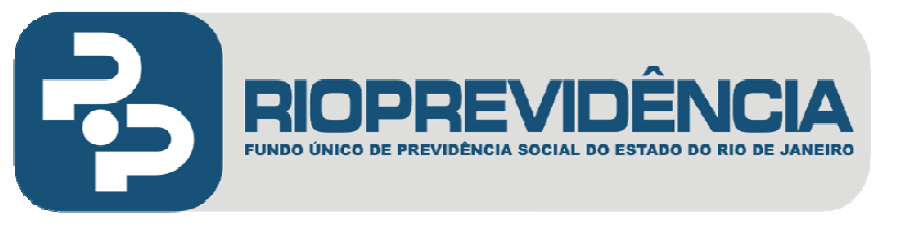 RIOPREVIDÊNCIA
FUNDO ÚNICO DE PREVIDÊNCIA SOCIAL DO ESTADO DO RIO DE JANEIRO